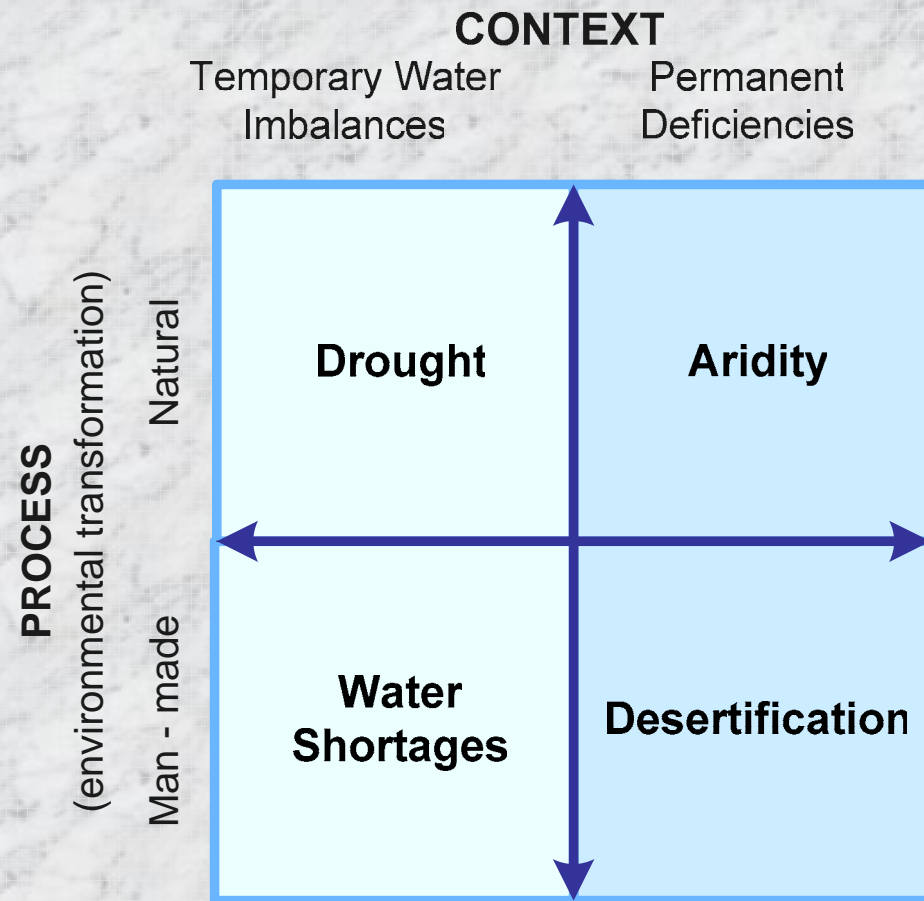 CONTEXT
Temporary Water
Imbalances
Permanent
Deficiencies
PROCESS
(environmental transformation)
Natural
Man - made
Drought
Aridity
Water
Shortages
Desertification